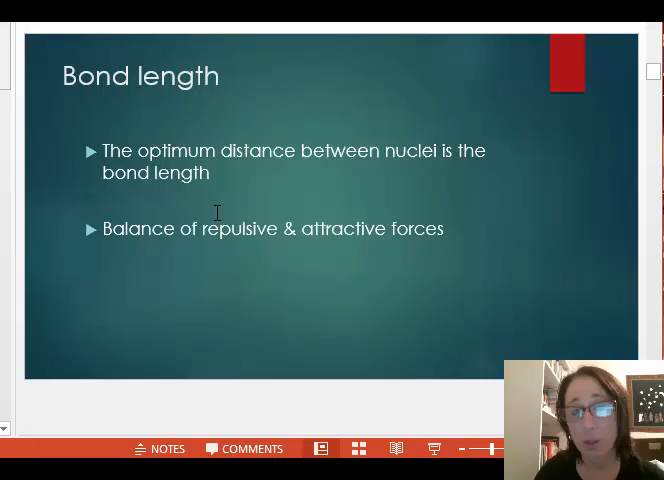 Bond length
The optimum distance between nuclei is the
bond length
Balance of repulsive & attractive forces
NOTES COMMENTS